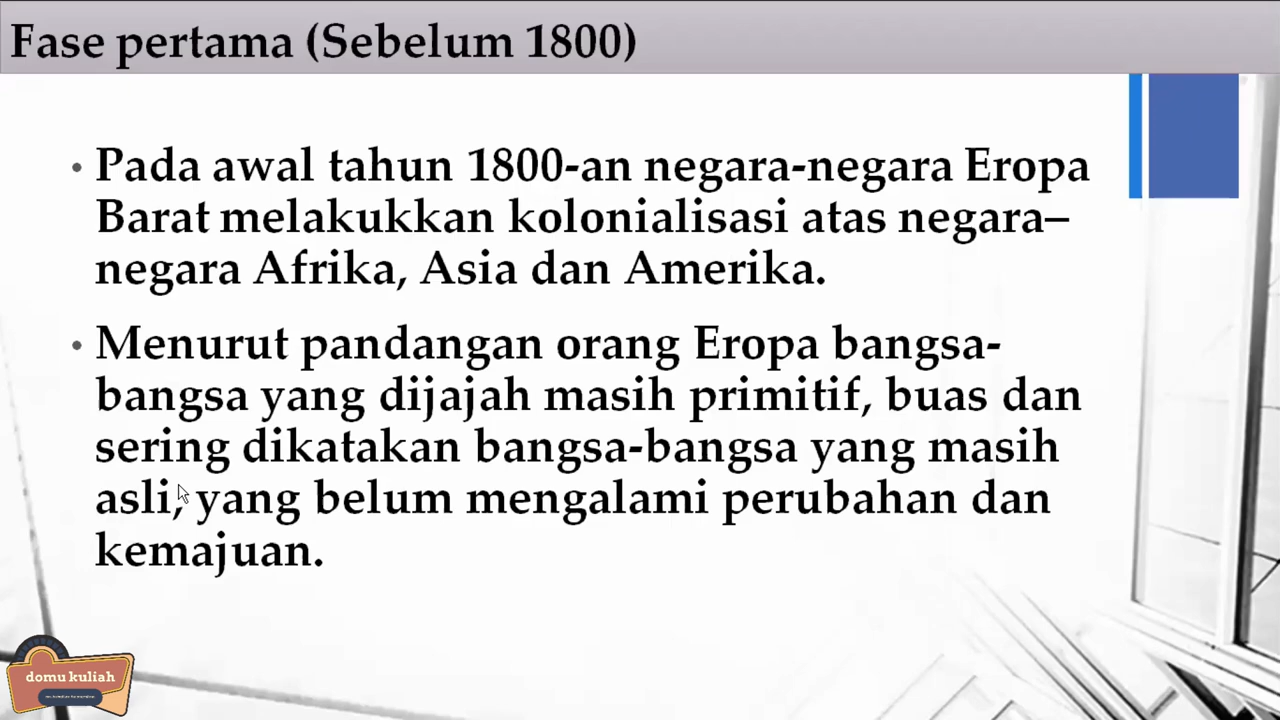 Fase pertama (Sebelum 1800)
• Pada awal tahun 1800-an negara-negara Eropa
Barat melakukkan kolonialisasi atas negara–
negara Afrika, Asia dan Amerika.
• Menurut pandangan orang Eropa bangsa-
bangsa yang dijajah masih primitif, buas dan
sering dikatakan bangsa-bangsa yang masih
asli, yang belum mengalami perubahan dan
kemajuan.
domu kuliah